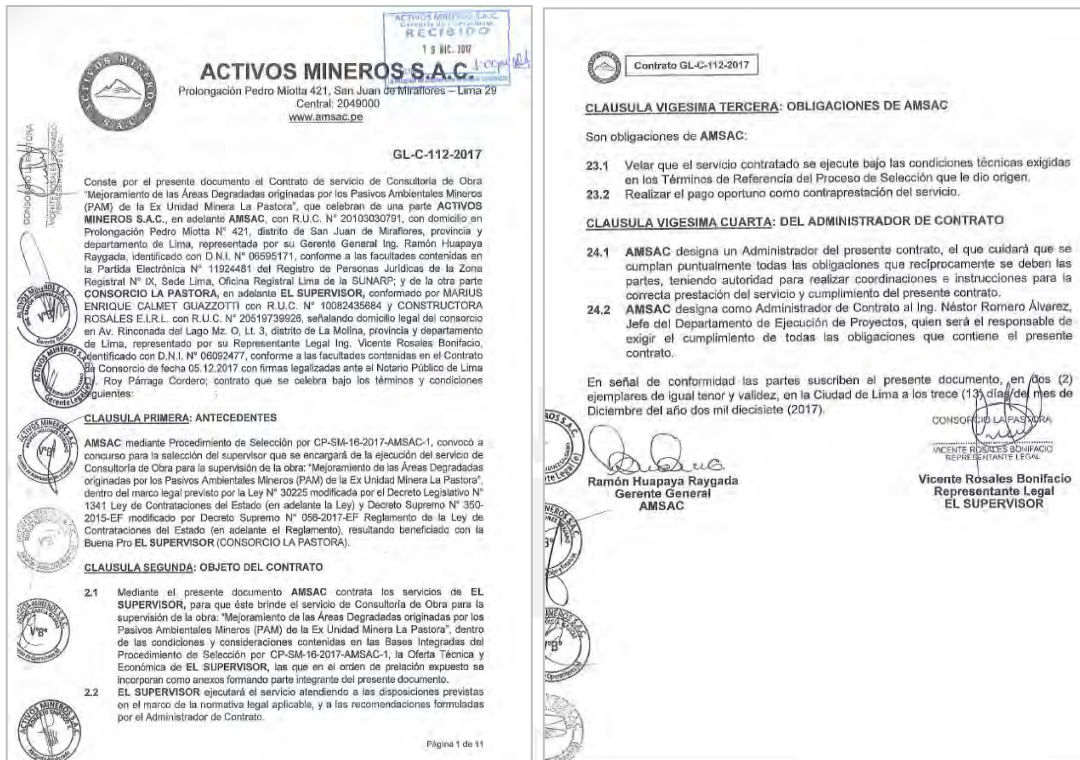 ACTIVOS MINEROS S.A.C.
RECIBIDO
19 DIC. 2017
ACTIVOS MINEROS S.A.C.
ACTIVOS MINEROS S.A.C.
Prolongación Pedro Miotta 421, San Juan de Miraflores – Lima 29
Central: 2049000
www.amsac.pe
GL-C-112-2017
CONSORCIO LA PASTORA
VICENTE ROSALES BONIFACIO
REPRESENTANTE LEGAL
Conste por el presente documento el Contrato de servicio de Consultoría de Obra
"Mejoramiento de las Áreas Degradadas originadas por los Pasivos Ambientales Mineros
(PAM) de la Ex Unidad Minera La Pastora", que celebran de una parte ACTIVOS
MINEROS S.A.C., en adelante AMSAC, con R.U.C. N° 20103030791, con domicilio en
Prolongación Pedro Miotta N° 421, distrito de San Juan de Miraflores, provincia y
departamento de Lima, representada por su Gerente General Ing. Ramón Huapaya
Raygada, identificado con D.N.I. N° 06595171, conforme a las facultades contenidas en
la Partida Electrónica N° 11924481 del Registro de Personas Jurídicas de la Zona
Registral N° IX, Sede Lima, Oficina Registral Lima de la SUNARP; y de la otra parte
CONSORCIO LA PASTORA, en adelante EL SUPERVISOR, conformado por MARIUS
ENRIQUE CALMET GUAZZOTTI con R.U.C. N° 10082435684 y CONSTRUCTORA
ROSALES E.I.R.L. con R.U.C. N° 20519739926, señalando domicilio legal del consorcio
en Av. Rinconada del Lago Mz. O, Lt. 3, distrito de La Molina, provincia y departamento
de Lima, representado por su Representante Legal Ing. Vicente Rosales Bonifacio,
identificado con D.N.I. N° 06092477, conforme a las facultades contenidas en el Contrato
de Consorcio de fecha 05.12.2017 con firmas legalizadas ante el Notario Público de Lima
Dr. Roy Párraga Cordero; contrato que se celebra bajo los términos y condiciones
siguientes:
CLAUSULA PRIMERA: ANTECEDENTES
AMSAC mediante Procedimiento de Selección por CP-SM-16-2017-AMSAC-1, convocó a
concurso para la selección del supervisor que se encargará de la ejecución del servicio de
Consultoría de Obra para la supervisión de la obra: "Mejoramiento de las Áreas Degradadas
originadas por los Pasivos Ambientales Mineros (PAM) de la Ex Unidad Minera La Pastora",
dentro del marco legal previsto por la Ley N° 30225 modificada por el Decreto Legislativo N°
1341 Ley de Contrataciones del Estado (en adelante la Ley) y Decreto Supremo N° 350-
2015-EF modificado por Decreto Supremo N° 056-2017-EF Reglamento de la Ley de
Contrataciones del Estado (en adelante el Reglamento), resultando beneficiado con la
Buena Pro EL SUPERVISOR (CONSORCIO LA PASTORA).
CLAUSULA SEGUNDA: OBJETO DEL CONTRATO
2.1 Mediante el presente documento AMSAC contrata los servicios de EL
SUPERVISOR, para que éste brinde el servicio de Consultoría de Obra para la
supervisión de la obra: "Mejoramiento de las Áreas Degradadas originadas por los
Pasivos Ambientales Mineros (PAM) de la Ex Unidad Minera La Pastora", dentro
de las condiciones y consideraciones contenidas en las Bases Integradas del
Procedimiento de Selección por CP-SM-16-2017-AMSAC-1, la Oferta Técnica y
Económica de EL SUPERVISOR, las que en el orden de prelación expuesto se
incorporan como anexos formando parte integrante del presente documento.
2.2 EL SUPERVISOR ejecutará el servicio atendiendo a las disposiciones previstas
en el marco de la normativa legal aplicable, y a las recomendaciones formuladas
por el Administrador de Contrato.
Página 1 de 11
Contrato GL-C-112-2017
CLAUSULA VIGESIMA TERCERA: OBLIGACIONES DE AMSAC
Son obligaciones de AMSAC:
23.1 Velar que el servicio contratado se ejecute bajo las condiciones técnicas exigidas
en los Términos de Referencia del Proceso de Selección que le dio origen.
23.2 Realizar el pago oportuno como contraprestación del servicio.
CLAUSULA VIGESIMA CUARTA: DEL ADMINISTRADOR DE CONTRATO
24.1 AMSAC designa un Administrador del presente contrato, el que cuidará que se
cumplan puntualmente todas las obligaciones que recíprocamente se deben las
partes, teniendo autoridad para realizar coordinaciones e instrucciones para la
correcta prestación del servicio y cumplimiento del presente contrato.
24.2 AMSAC designa como Administrador de Contrato al Ing. Néstor Romero Álvarez,
Jefe del Departamento de Ejecución de Proyectos, quien será el responsable de
exigir el cumplimiento de todas las obligaciones que contiene el presente
contrato.
En señal de conformidad las partes suscriben el presente documento, en dos (2)
ejemplares de igual tenor y validez, en la Ciudad de Lima a los trece (13) días del mes de
Diciembre del año dos mil diecisiete (2017).
CONSORCIO LA PASTORA
VICENTE ROSALES BONIFACIO
REPRESENTANTE LEGAL
Ramón Huapaya Raygada
Gerente General
AMSAC
Vicente Rosales Bonifacio
Representante Legal
EL SUPERVISOR